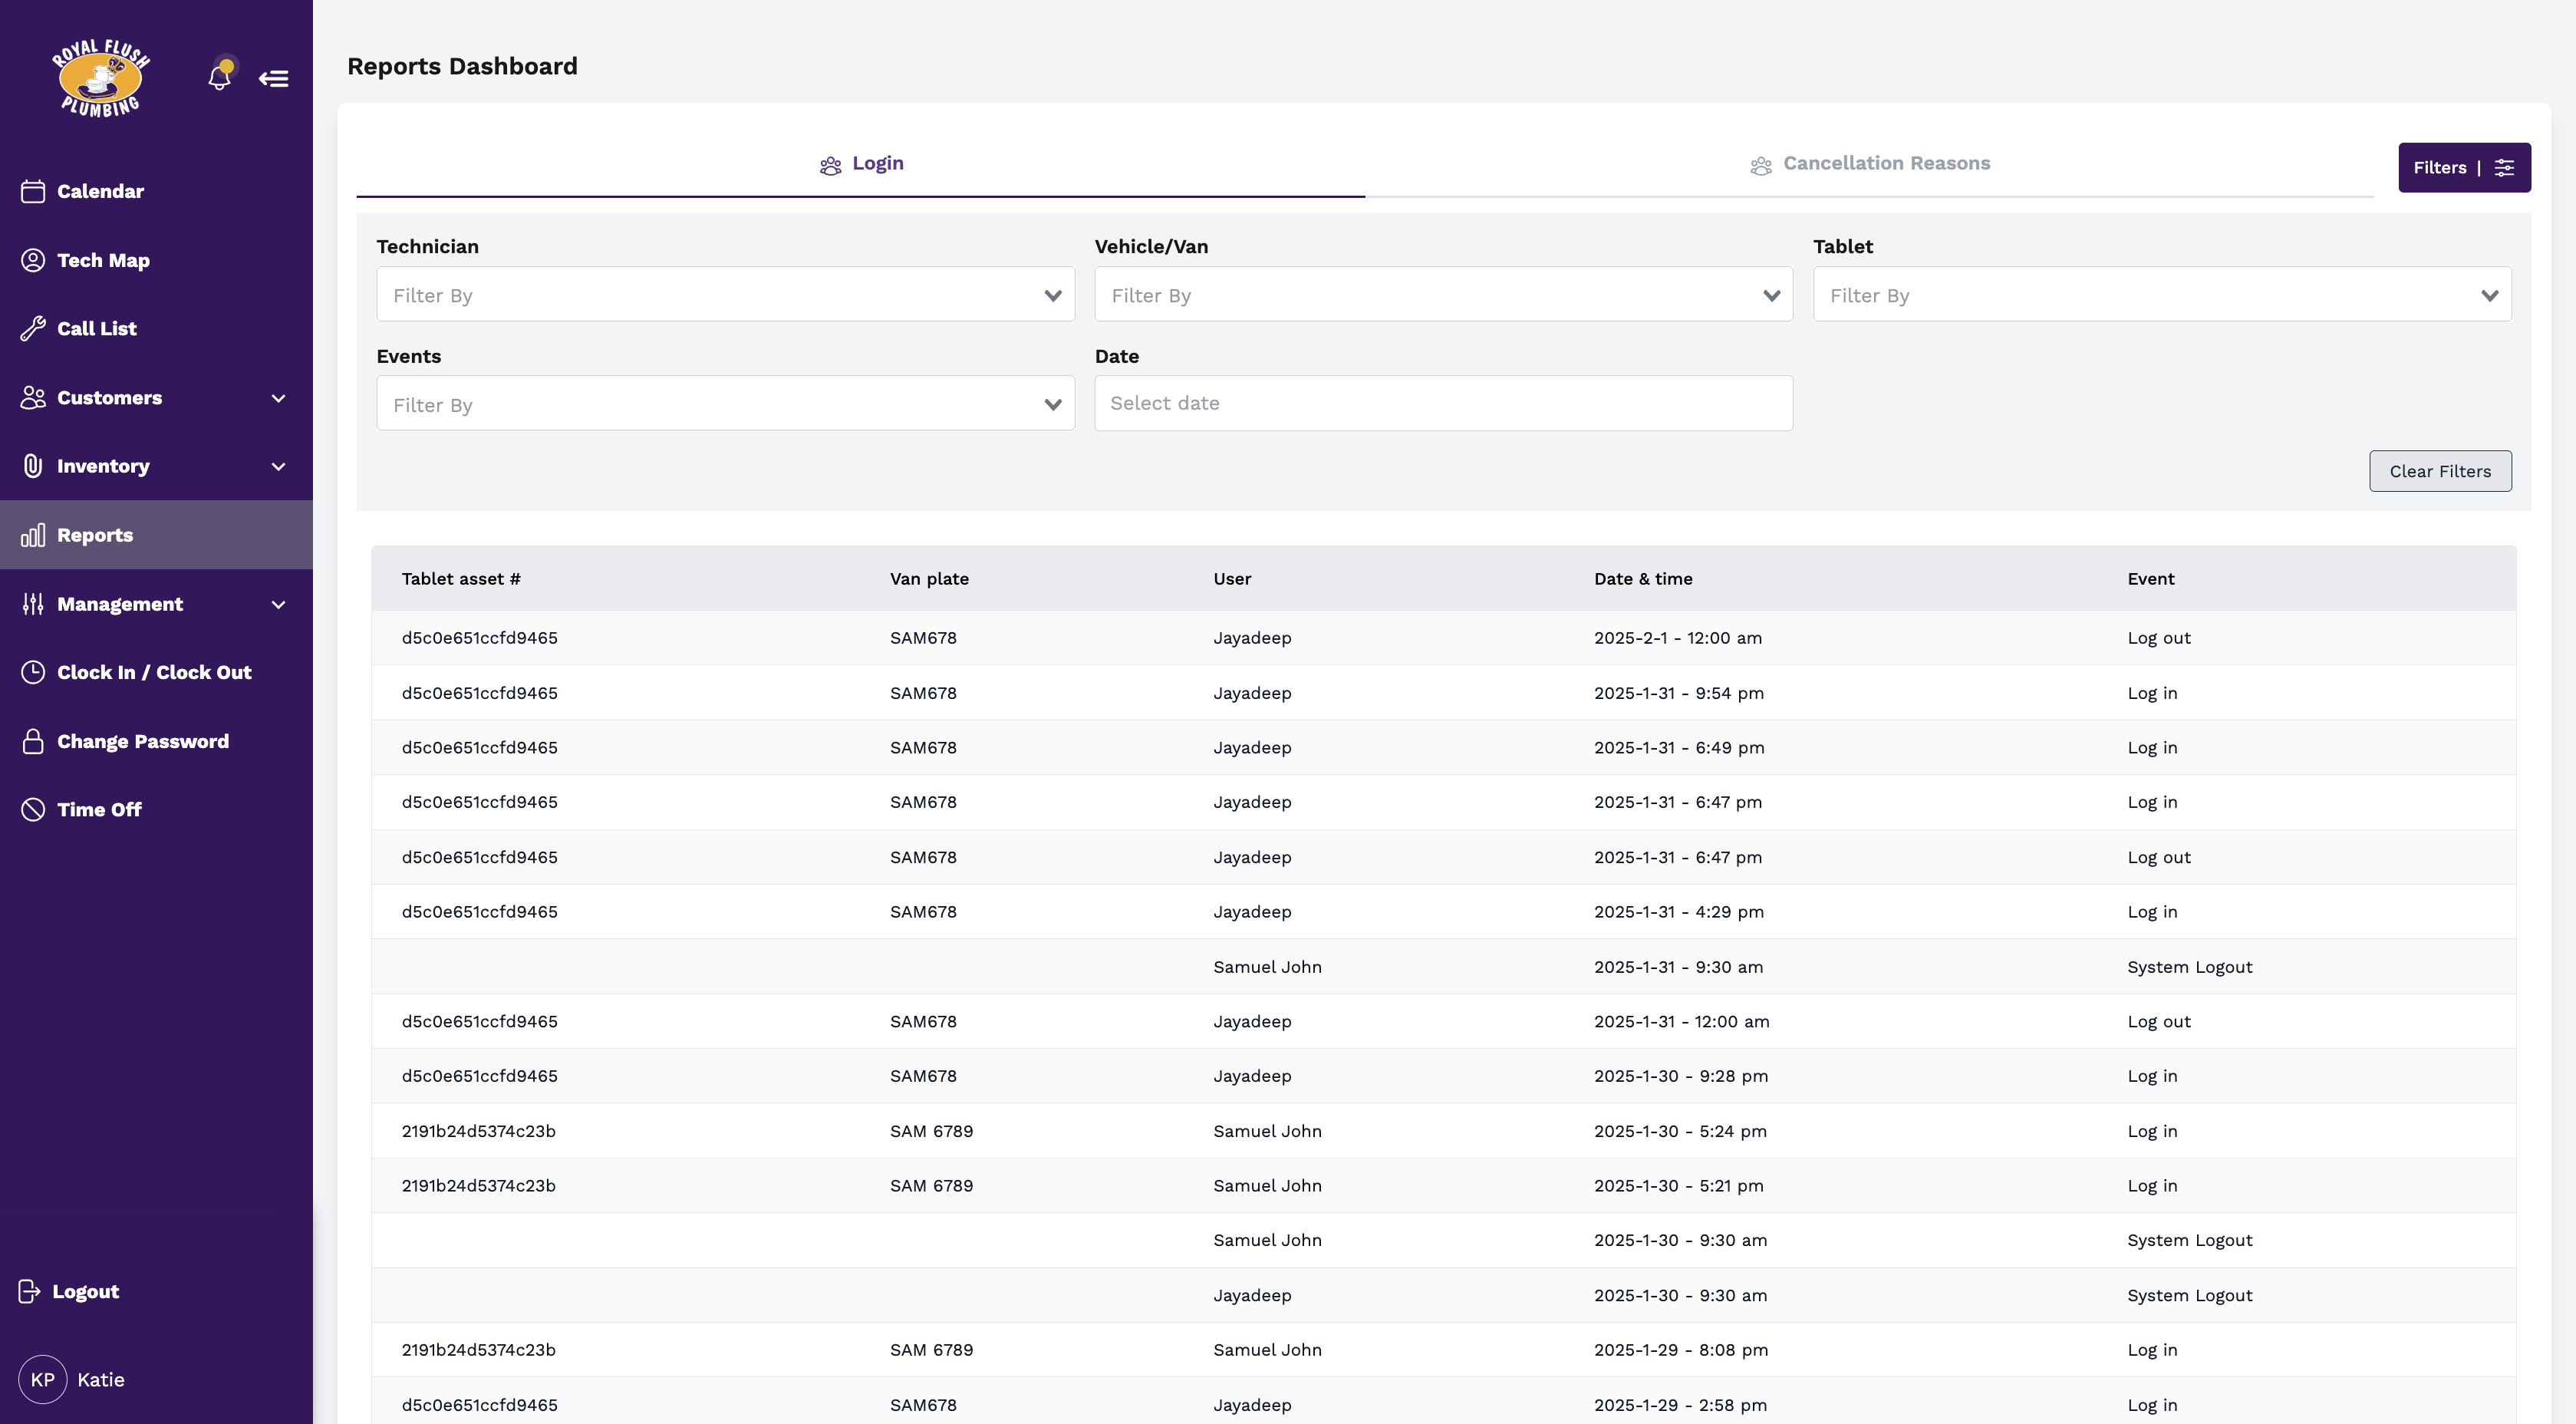 ROYAL FLUSH
PLUMBING
Calendar
Tech Map
Call List
Customers
Inventory
Reports
Management
Clock In / Clock Out
Change Password
Time Off
Logout
KP Katie
Reports Dashboard
Login
Cancellation Reasons
Filters |
Technician
Filter By
Vehicle/Van
Filter By
Tablet
Filter By
Events
Filter By
Date
Select date
Clear Filters
Tablet asset # Van plate User Date & time Event
d5c0e651ccfd9465 SAM678 Jayadeep 2025-2-1 - 12:00 am Log out
d5c0e651ccfd9465 SAM678 Jayadeep 2025-1-31 - 9:54 pm Log in
d5c0e651ccfd9465 SAM678 Jayadeep 2025-1-31 - 6:49 pm Log in
d5c0e651ccfd9465 SAM678 Jayadeep 2025-1-31 - 6:47 pm Log in
d5c0e651ccfd9465 SAM678 Jayadeep 2025-1-31 - 6:47 pm Log out
d5c0e651ccfd9465 SAM678 Jayadeep 2025-1-31 - 4:29 pm Log in
Samuel John 2025-1-31 - 9:30 am System Logout
d5c0e651ccfd9465 SAM678 Jayadeep 2025-1-31 - 12:00 am Log out
d5c0e651ccfd9465 SAM678 Jayadeep 2025-1-30 - 9:28 pm Log in
2191b24d5374c23b SAM 6789 Samuel John 2025-1-30 - 5:24 pm Log in
2191b24d5374c23b SAM 6789 Samuel John 2025-1-30 - 5:21 pm Log in
Samuel John 2025-1-30 - 9:30 am System Logout
Jayadeep 2025-1-30 - 9:30 am System Logout
2191b24d5374c23b SAM 6789 Samuel John 2025-1-29 - 8:08 pm Log in
d5c0e651ccfd9465 SAM678 Jayadeep 2025-1-29 - 2:58 pm Log in